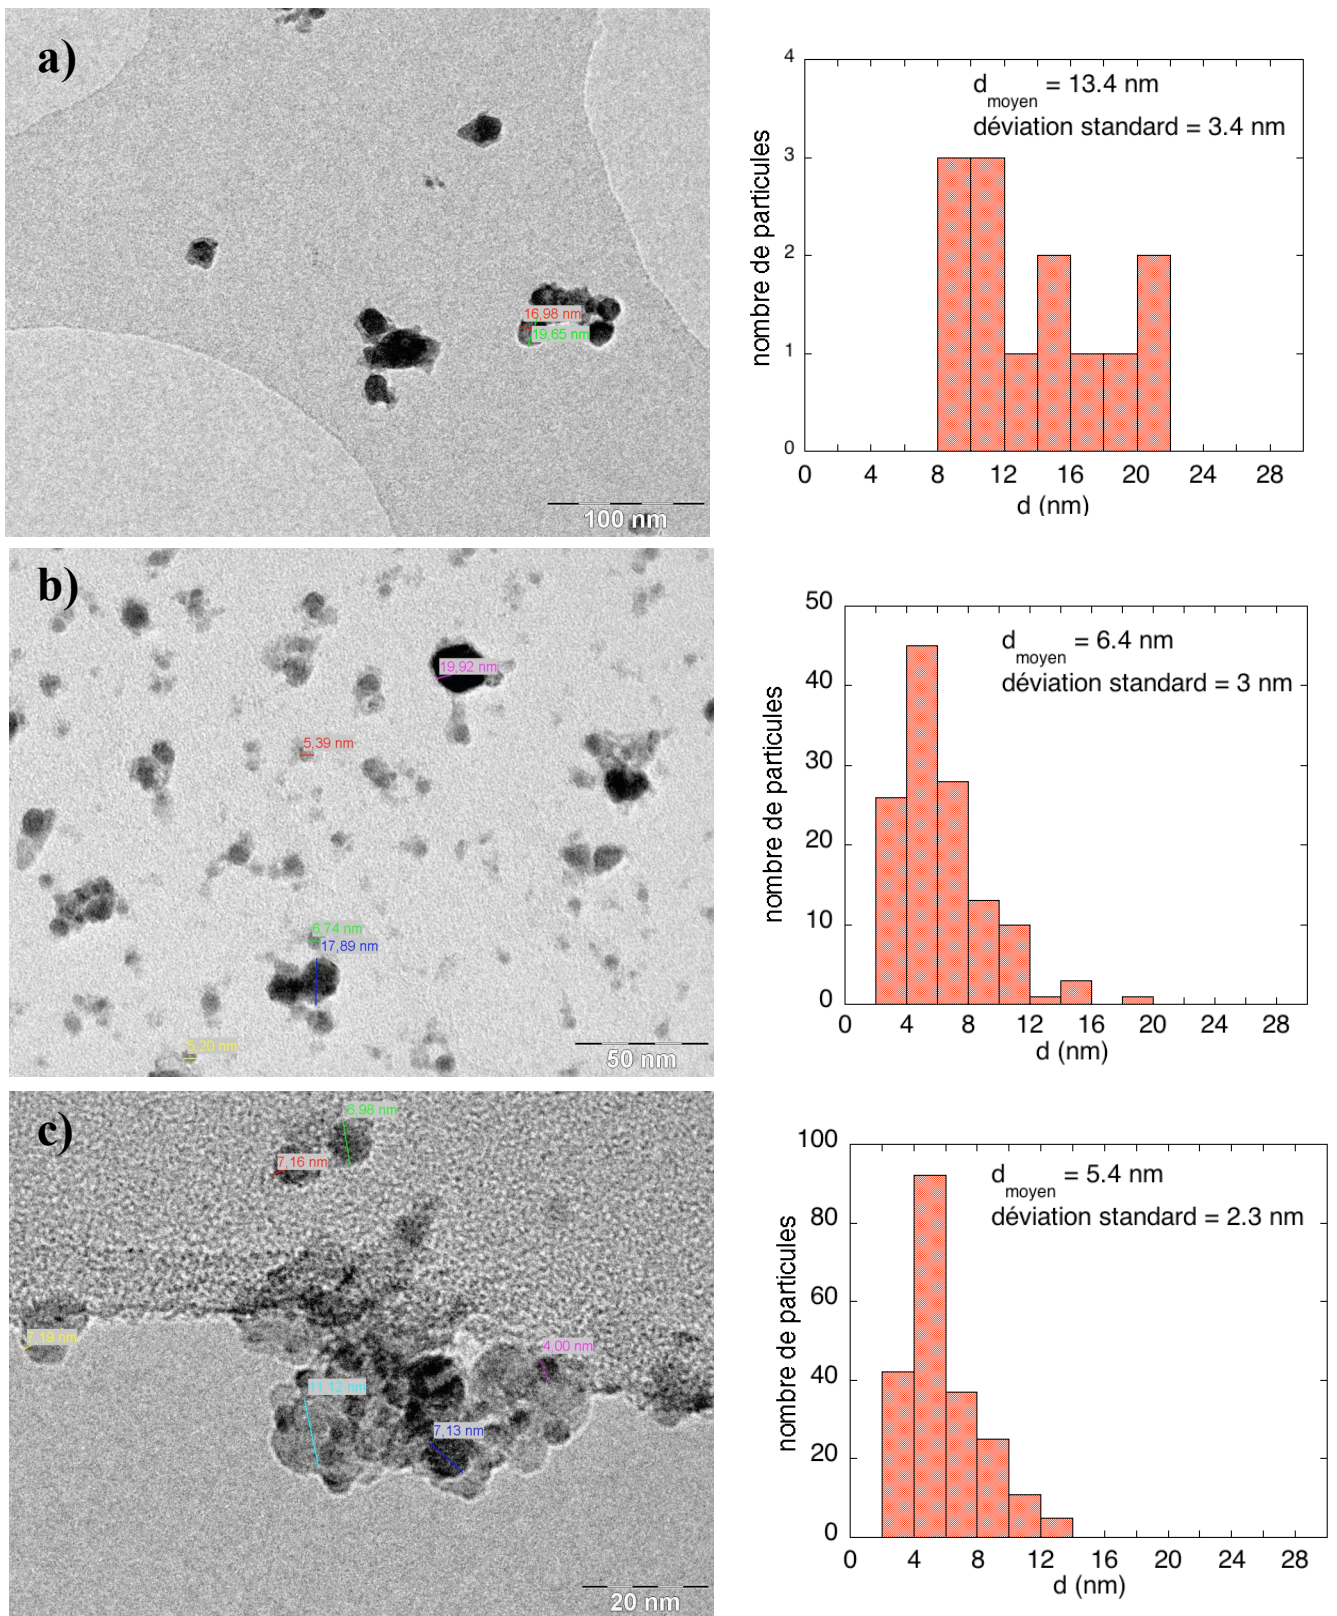 a)
16,98 nm
19,65 nm
100 nm
4
3
2
1
0
nombre de particules
d moyen = 13.4 nm
déviation standard = 3.4 nm
0 4 8 12 16 20 24 28
d (nm)
b)
19,92 nm
5,39 nm
6,74 nm
17,89 nm
50 nm
50
40
30
20
10
0
nombre de particules
d moyen = 6.4 nm
déviation standard = 3 nm
0 4 8 12 16 20 24 28
d (nm)
c)
6,98 nm
7,16 nm
7,19 nm
4,00 nm
11,12 nm
7,13 nm
20 nm
100
80
60
40
20
0
nombre de particules
d moyen = 5.4 nm
déviation standard = 2.3 nm
0 4 8 12 16 20 24 28
d (nm)